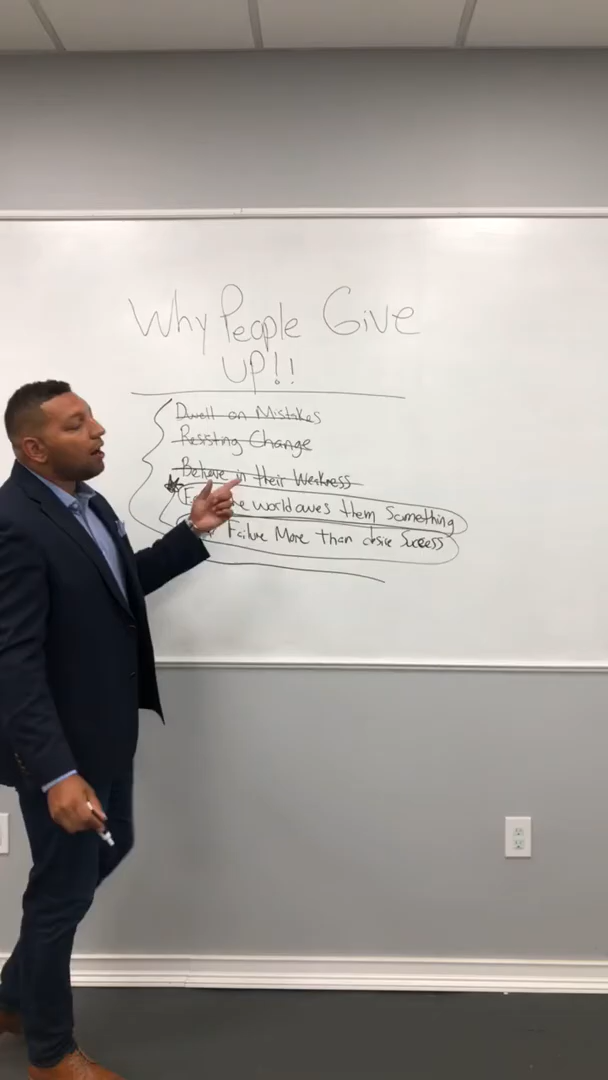 Why People Give
UP!!
Dwell on Mistakes
Resisting Change
Believe in their Weakness
world owes them Something
Failure More than desire Success